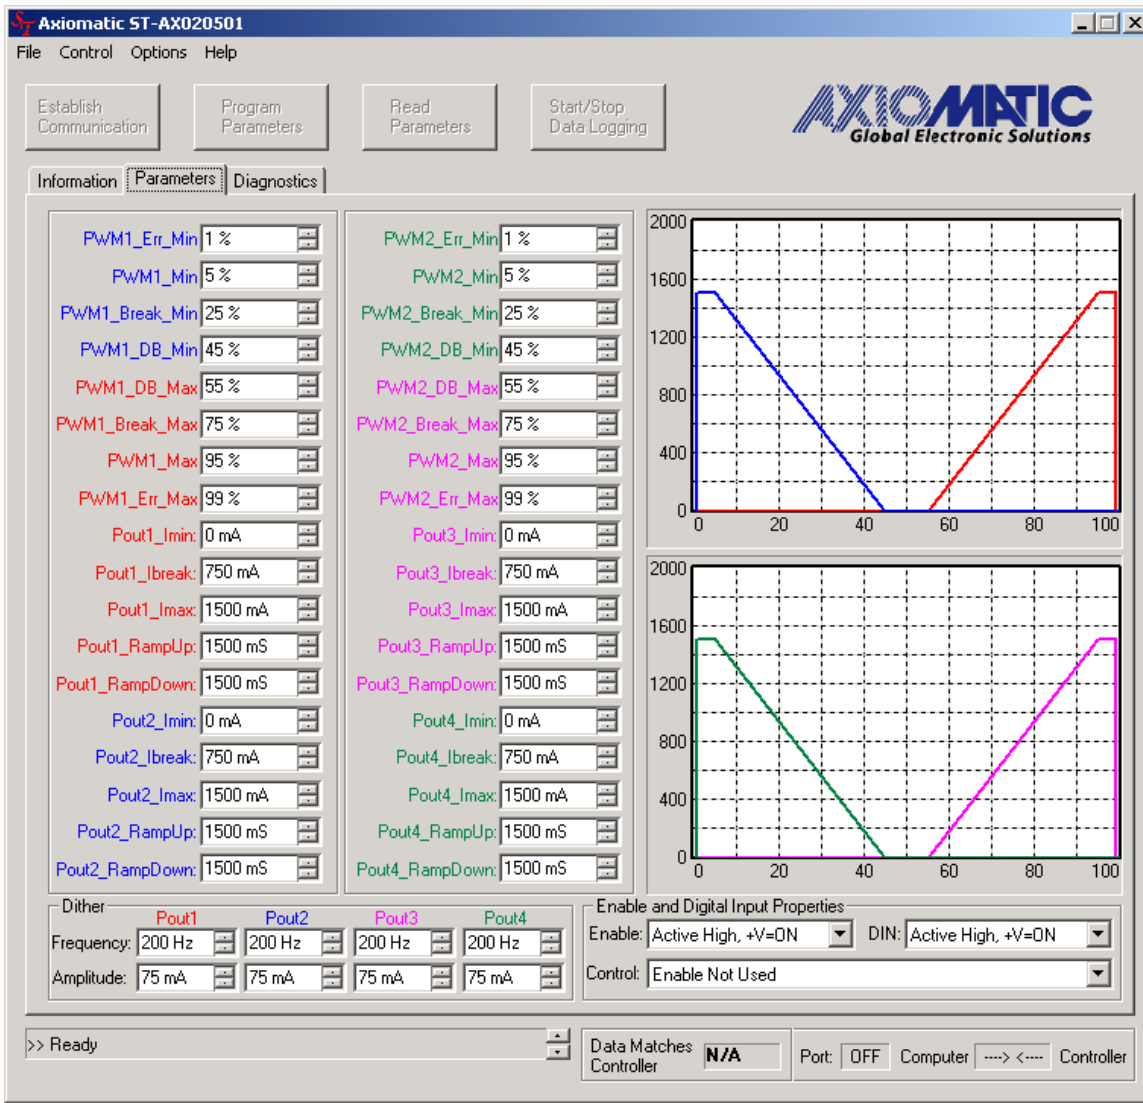 ST Axiomatic ST-AX020501
File Control Options Help
Establish Communication
Program Parameters
Read Parameters
Start/Stop Data Logging
AXIOMATIC
Global Electronic Solutions
Information Parameters Diagnostics
PWM1_Err_Min 1 %
PWM1_Min 5 %
PWM1_Break_Min 25 %
PWM1_DB_Min 45 %
PWM1_DB_Max 55 %
PWM1_Break_Max 75 %
PWM1_Max 95 %
PWM1_Err_Max 99 %
Pout1_Imin: 0 mA
Pout1_Ibreak: 750 mA
Pout1_Imax: 1500 mA
Pout1_RampUp: 1500 mS
Pout1_RampDown: 1500 mS
Pout2_Imin: 0 mA
Pout2_Ibreak: 750 mA
Pout2_Imax: 1500 mA
Pout2_RampUp: 1500 mS
Pout2_RampDown: 1500 mS
PWM2_Err_Min 1 %
PWM2_Min 5 %
PWM2_Break_Min 25 %
PWM2_DB_Min 45 %
PWM2_DB_Max 55 %
PWM2_Break_Max 75 %
PWM2_Max 95 %
PWM2_Err_Max 99 %
Pout3_Imin: 0 mA
Pout3_Ibreak: 750 mA
Pout3_Imax: 1500 mA
Pout3_RampUp: 1500 mS
Pout3_RampDown: 1500 mS
Pout4_Imin: 0 mA
Pout4_Ibreak: 750 mA
Pout4_Imax: 1500 mA
Pout4_RampUp: 1500 mS
Pout4_RampDown: 1500 mS
2000
1600
1200
800
400
0
0 20 40 60 80 100
2000
1600
1200
800
400
0
0 20 40 60 80 100
Dither
Pout1 Pout2 Pout3 Pout4
Frequency: 200 Hz 200 Hz 200 Hz 200 Hz
Amplitude: 75 mA 75 mA 75 mA 75 mA
Enable and Digital Input Properties
Enable: Active High, +V=ON DIN: Active High, +V=ON
Control: Enable Not Used
>> Ready
Data Matches Controller N/A
Port: OFF Computer ----> <---- Controller